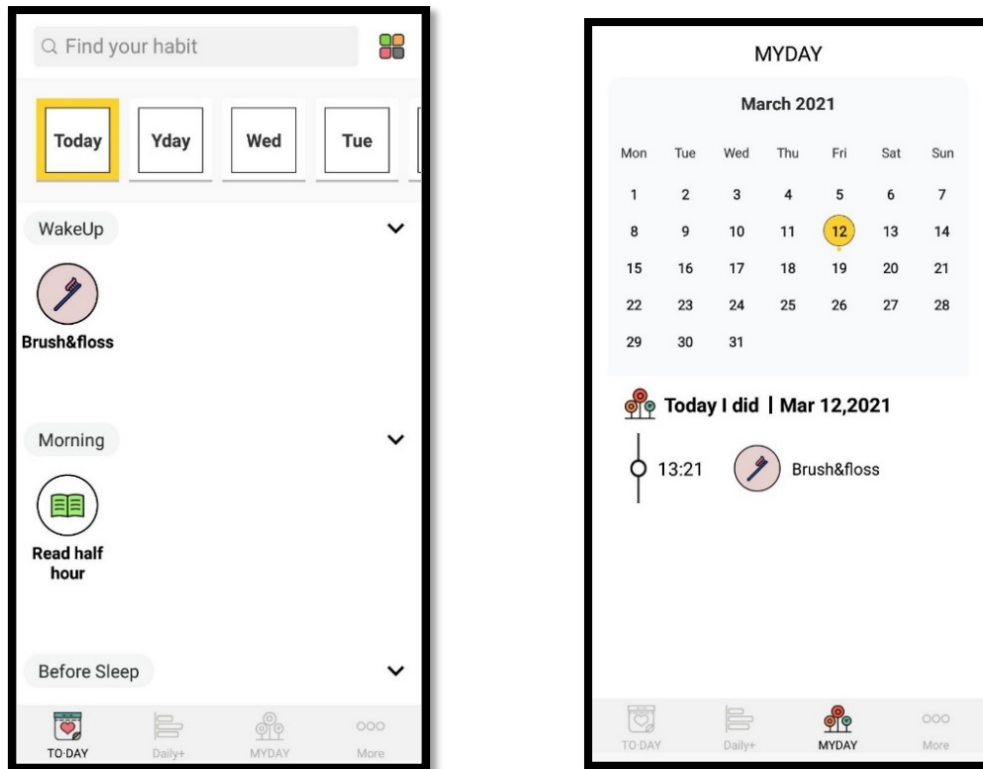 Find your habit
Today Yday Wed Tue
WakeUp
Brush&floss
Morning
Read half
hour
Before Sleep
TO·DAY Daily+ MYDAY More
MYDAY
March 2021
Mon Tue Wed Thu Fri Sat Sun
1 2 3 4 5 6 7
8 9 10 11 12 13 14
15 16 17 18 19 20 21
22 23 24 25 26 27 28
29 30 31
Today I did | Mar 12,2021
13:21 Brush&floss
TO·DAY Daily+ MYDAY More